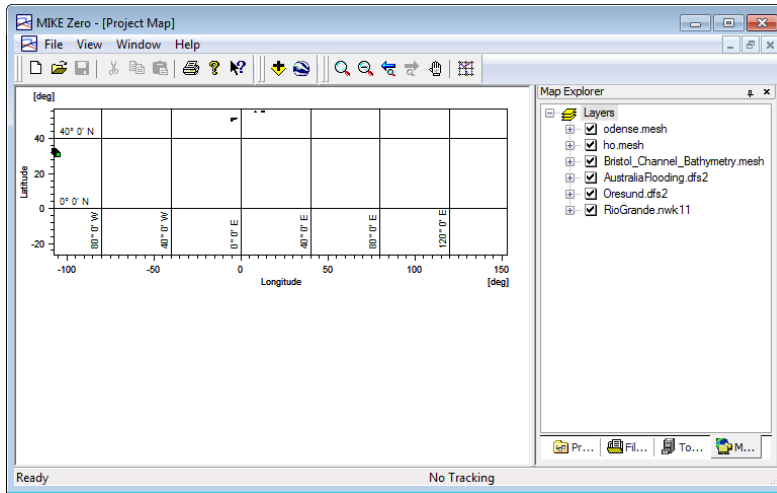 MIKE Zero - [Project Map]
File View Window Help
Map Explorer
Layers
odense.mesh
ho.mesh
Bristol_Channel_Bathymetry.mesh
AustraliaFlooding.dfs2
Oresund.dfs2
RioGrande.nwk11
[deg]
40° 0' N
0° 0' N
40
20
0
-20
Latitude
80° 0' W
40° 0' W
0° 0' E
40° 0' E
80° 0' E
120° 0' E
-100 -50 0 50 100 150
Longitude [deg]
Pr... Fil... To... M...
Ready No Tracking